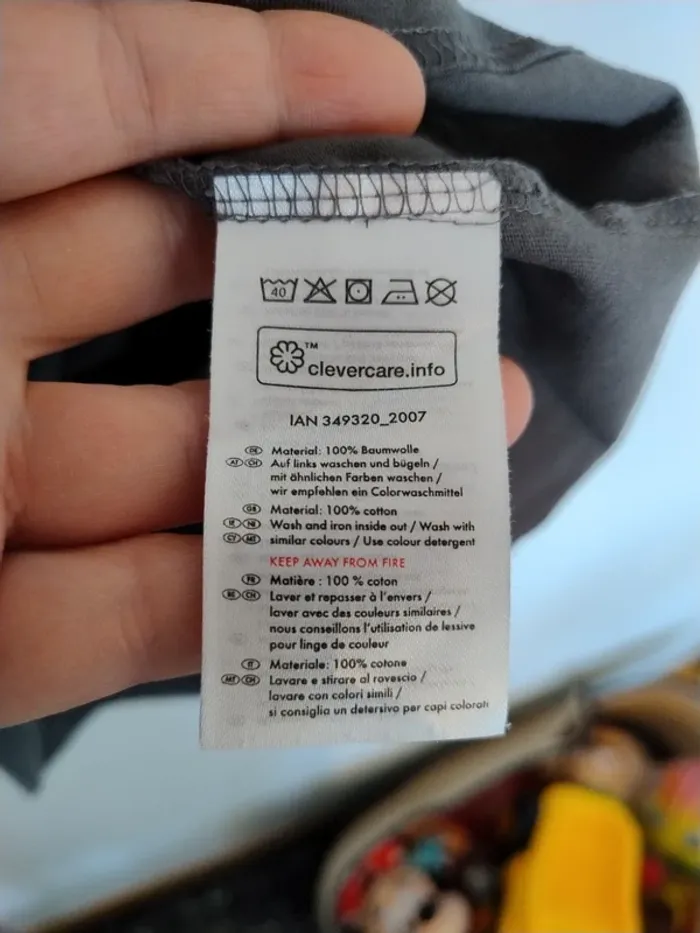 40
TM
clevercare.info
IAN 349320_2007
DE Material: 100% Baumwolle
AT CH Auf links waschen und bügeln /
mit ähnlichen Farben waschen /
wir empfehlen ein Colorwaschmittel
GB Material: 100% cotton
IE NB Wash and iron inside out / Wash with
CY MT similar colours / Use colour detergent
KEEP AWAY FROM FIRE
FR Matière : 100 % coton
BE CH Laver et repasser à l'envers /
laver avec des couleurs similaires /
nous conseillons l'utilisation de lessive
pour linge de couleur
IT Materiale: 100% cotone
MT CH Lavare e stirare al rovescio /
lavare con colori simili /
si consiglia un detersivo per capi colorati